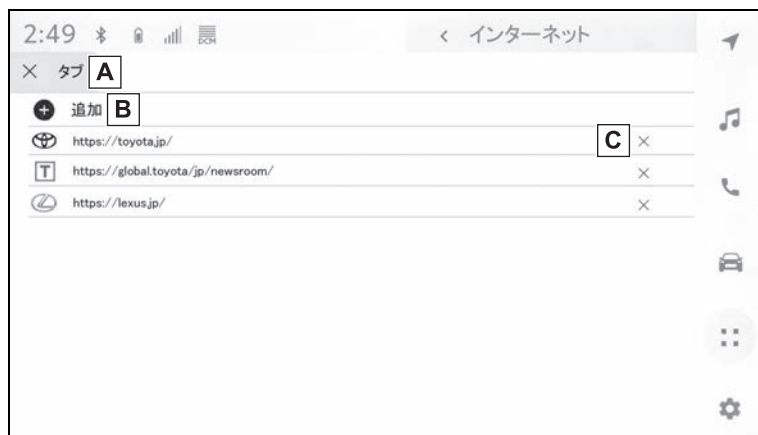 2:49 DCM < インターネット
× タブ A
+ 追加 B
https://toyota.jp/ C ×
T https://global.toyota/jp/newsroom/ ×
https://lexus.jp/ ×